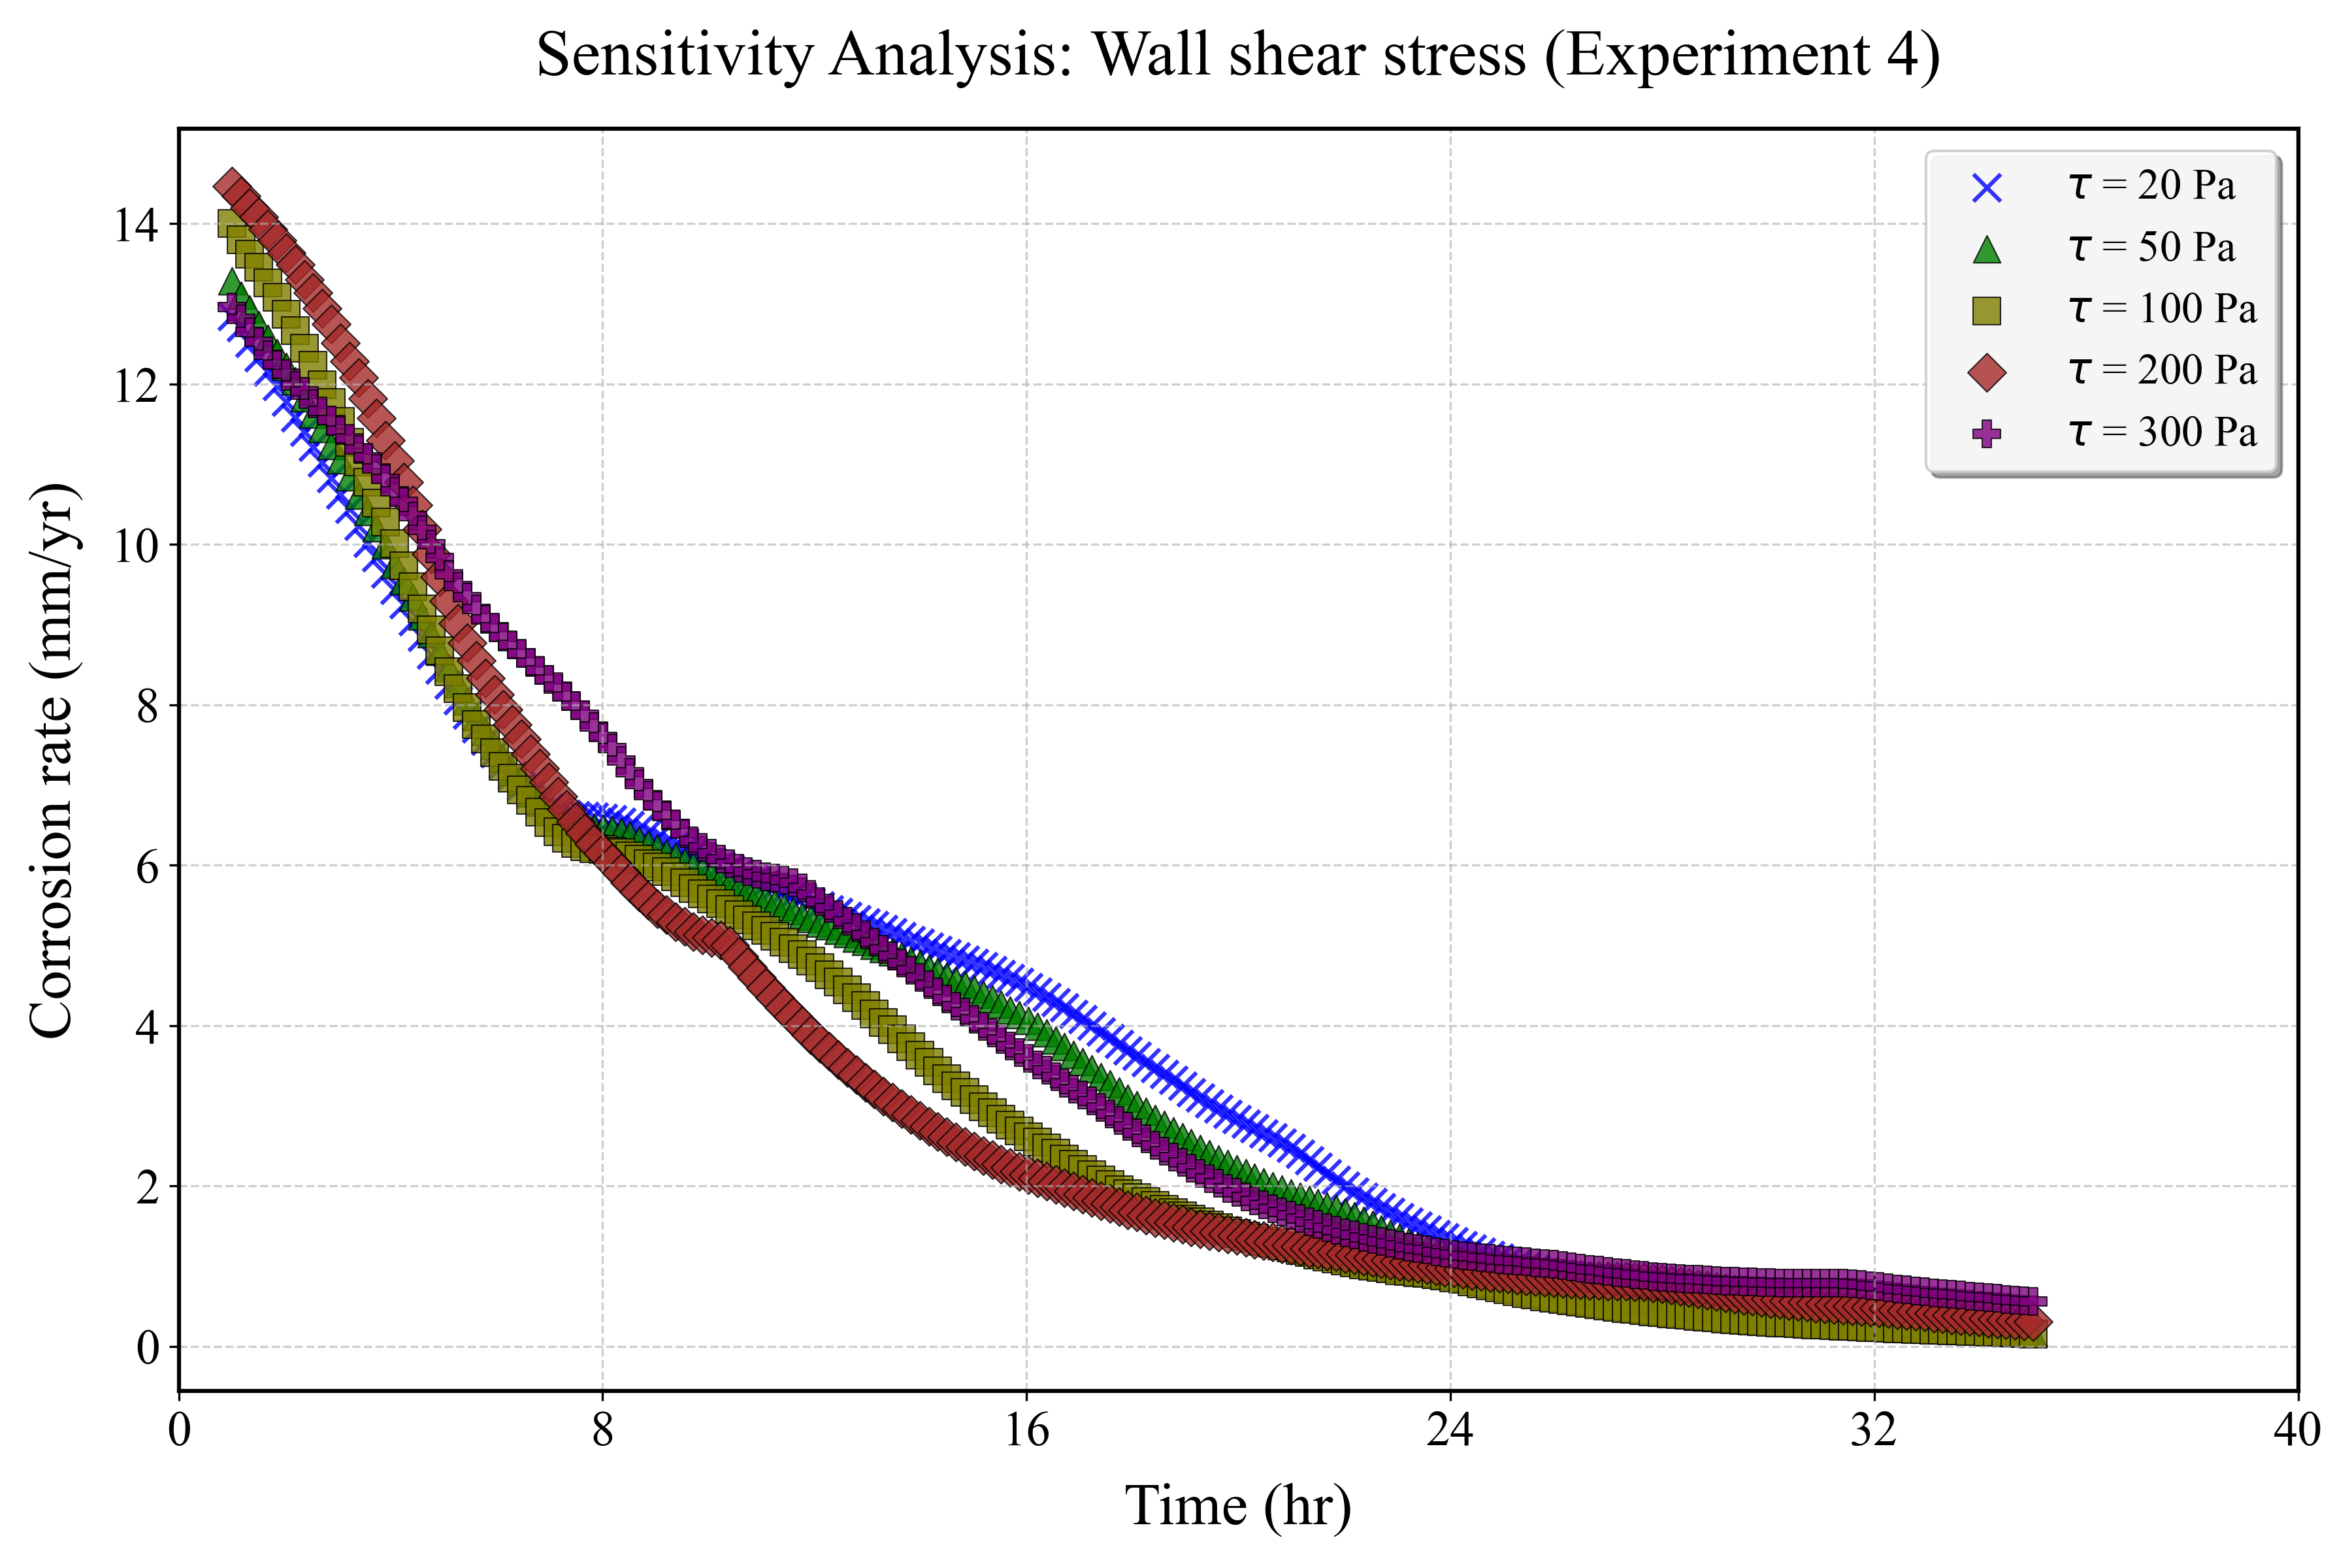 Sensitivity Analysis: Wall shear stress (Experiment 4)
τ = 20 Pa
τ = 50 Pa
τ = 100 Pa
τ = 200 Pa
τ = 300 Pa
Corrosion rate (mm/yr)
14
12
10
8
6
4
2
0
0 8 16 24 32 40
Time (hr)